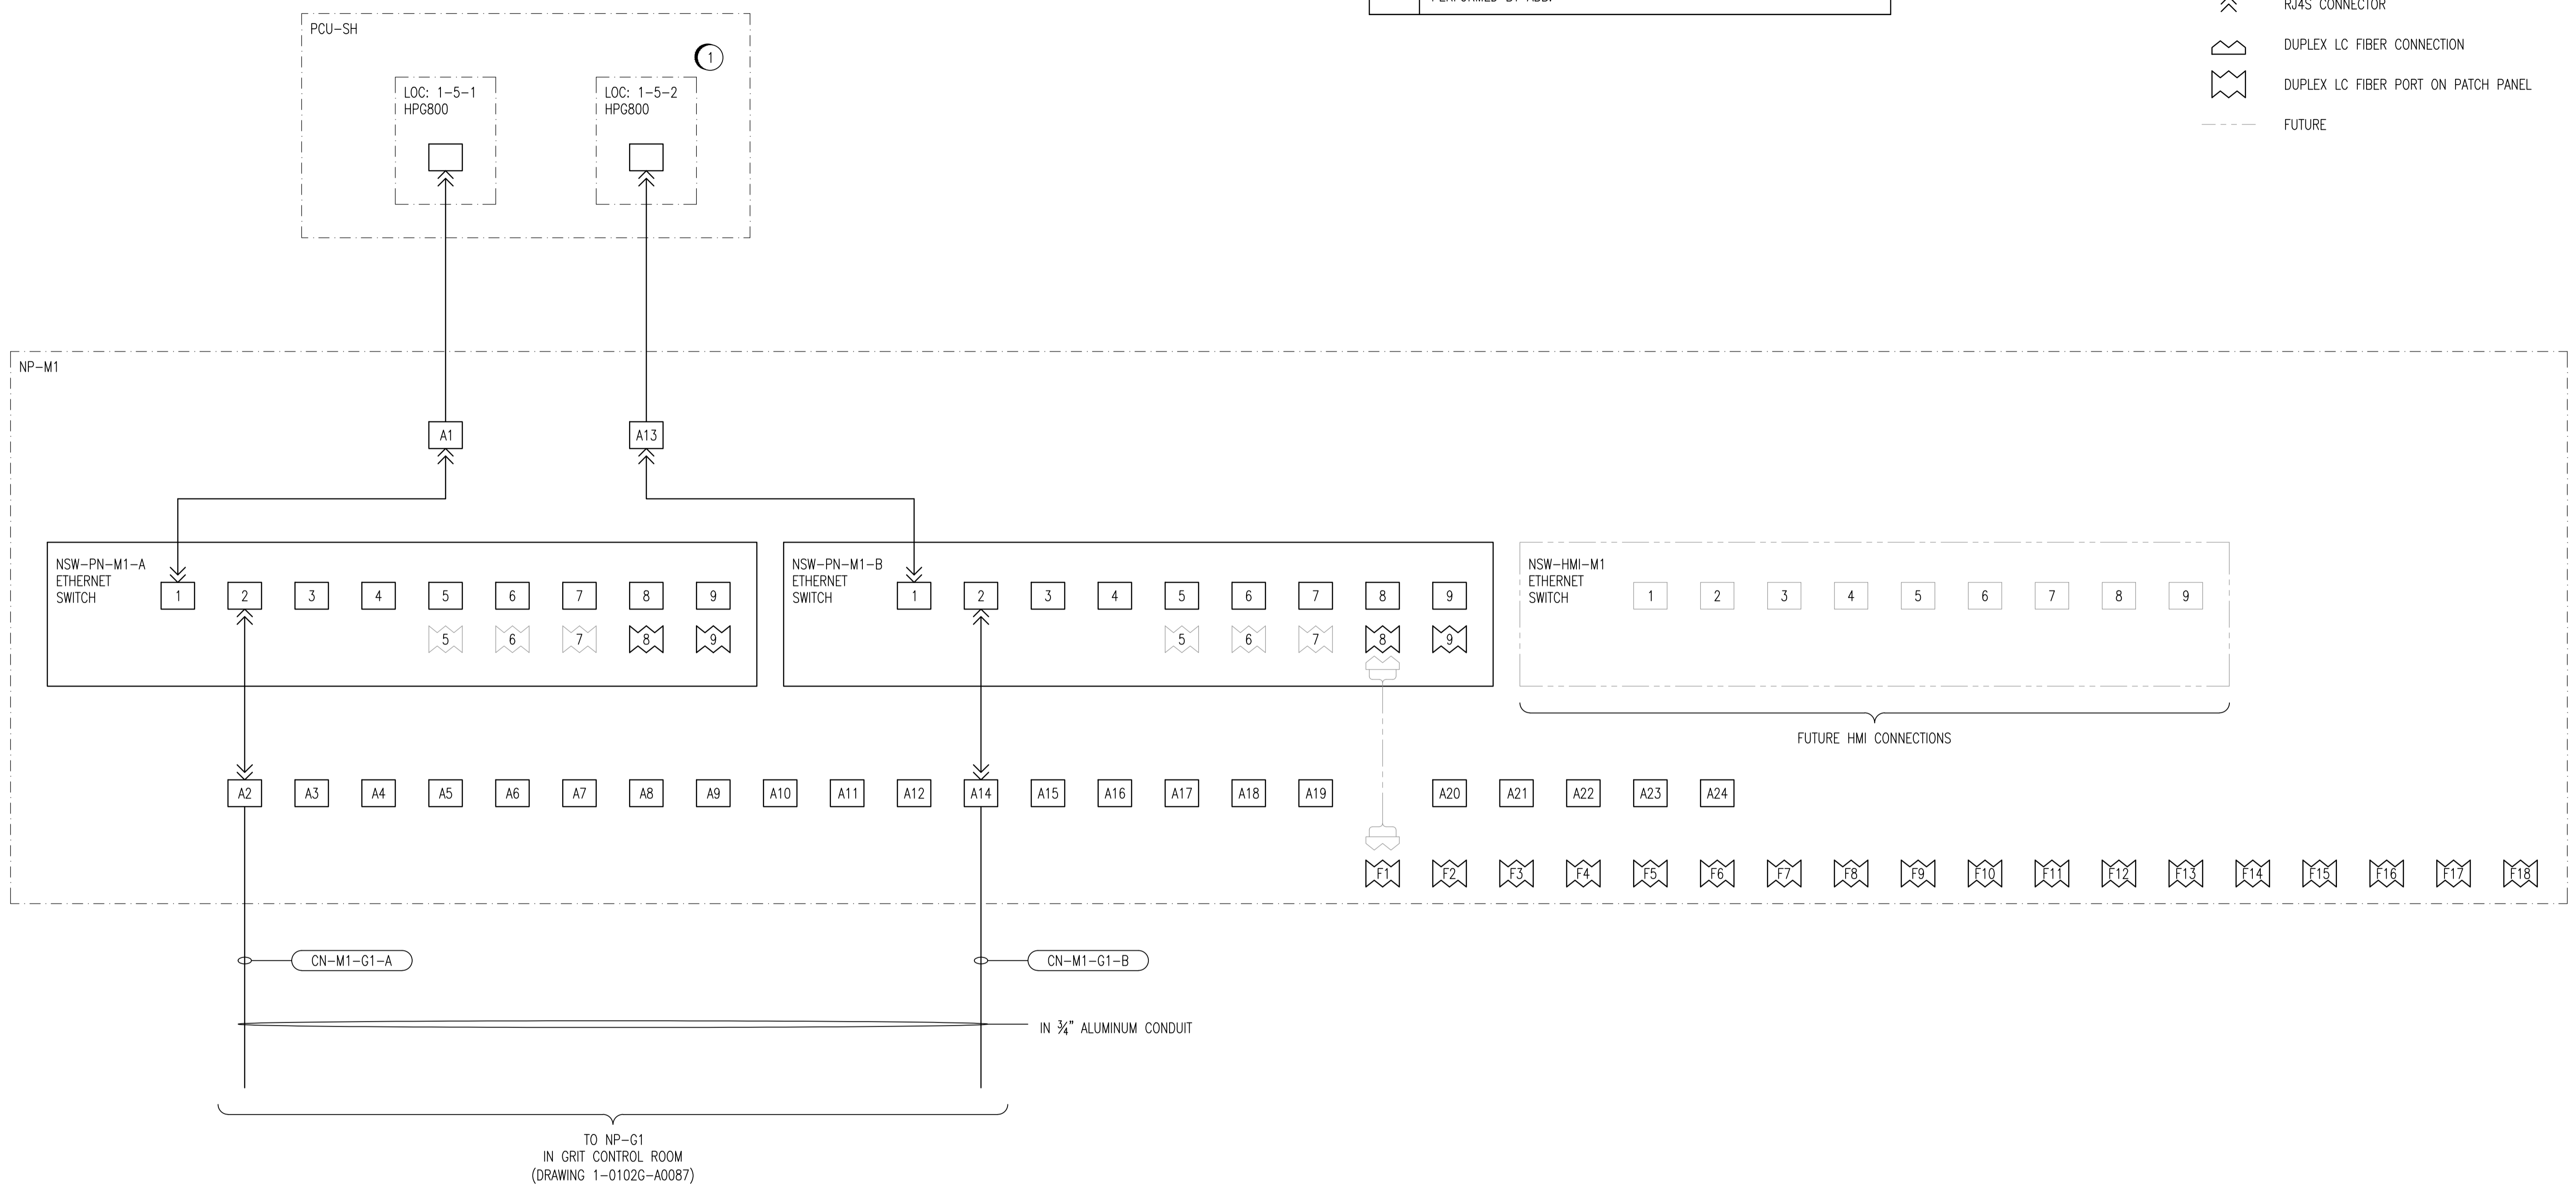 PERFORMED BY ABB.
RJ45 CONNECTOR
DUPLEX LC FIBER CONNECTION
DUPLEX LC FIBER PORT ON PATCH PANEL
FUTURE
PCU-SH
1
LOC: 1-5-1
HPG800
LOC: 1-5-2
HPG800
NP-M1
A1
A13
NSW-PN-M1-A
ETHERNET
SWITCH
1 2 3 4 5 6 7 8 9
5 6 7 8 9
NSW-PN-M1-B
ETHERNET
SWITCH
1 2 3 4 5 6 7 8 9
5 6 7 8 9
NSW-HMI-M1
ETHERNET
SWITCH
1 2 3 4 5 6 7 8 9
FUTURE HMI CONNECTIONS
A2 A3 A4 A5 A6 A7 A8 A9 A10 A11 A12 A14 A15 A16 A17 A18 A19 A20 A21 A22 A23 A24
F1 F2 F3 F4 F5 F6 F7 F8 F9 F10 F11 F12 F13 F14 F15 F16 F17 F18
CN-M1-G1-A
CN-M1-G1-B
IN ¾" ALUMINUM CONDUIT
TO NP-G1
IN GRIT CONTROL ROOM
(DRAWING 1-0102G-A0087)